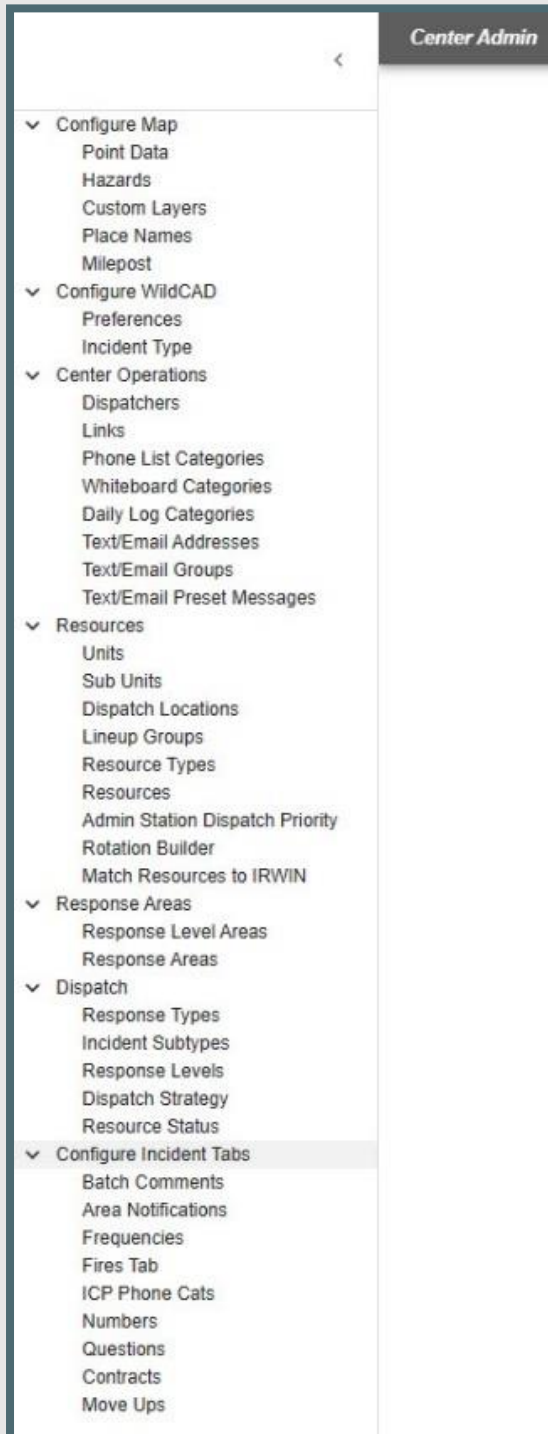 Center Admin
Configure Map
Point Data
Hazards
Custom Layers
Place Names
Milepost
Configure WildCAD
Preferences
Incident Type
Center Operations
Dispatchers
Links
Phone List Categories
Whiteboard Categories
Daily Log Categories
Text/Email Addresses
Text/Email Groups
Text/Email Preset Messages
Resources
Units
Sub Units
Dispatch Locations
Lineup Groups
Resource Types
Resources
Admin Station Dispatch Priority
Rotation Builder
Match Resources to IRWIN
Response Areas
Response Level Areas
Response Areas
Dispatch
Response Types
Incident Subtypes
Response Levels
Dispatch Strategy
Resource Status
Configure Incident Tabs
Batch Comments
Area Notifications
Frequencies
Fires Tab
ICP Phone Cats
Numbers
Questions
Contracts
Move Ups